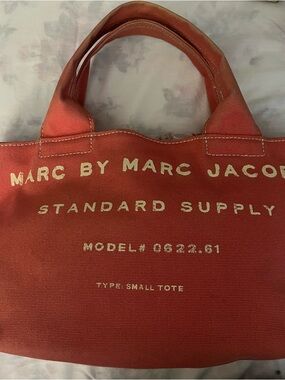 MARC BY MARC JACOB
STANDARD SUPPLY
MODEL# 0622.61
TYPE: SMALL TOTE